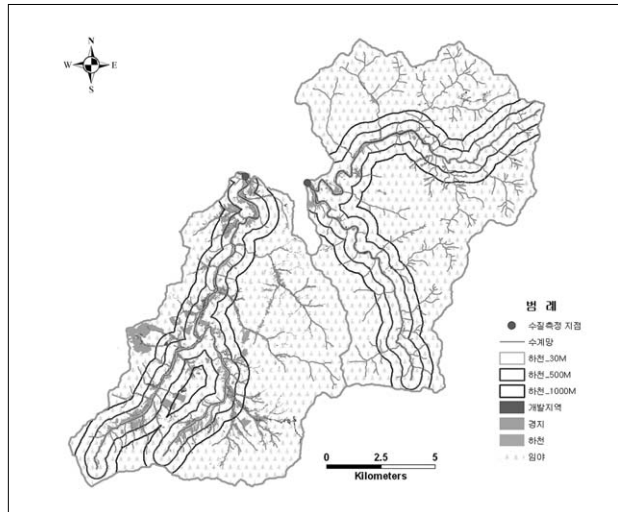 N
W E
S
범 례
수질측정 지점
수계망
하천_30M
하천_500M
하천_1000M
개발지역
경지
하천
임야
0 2.5 5
Kilometers